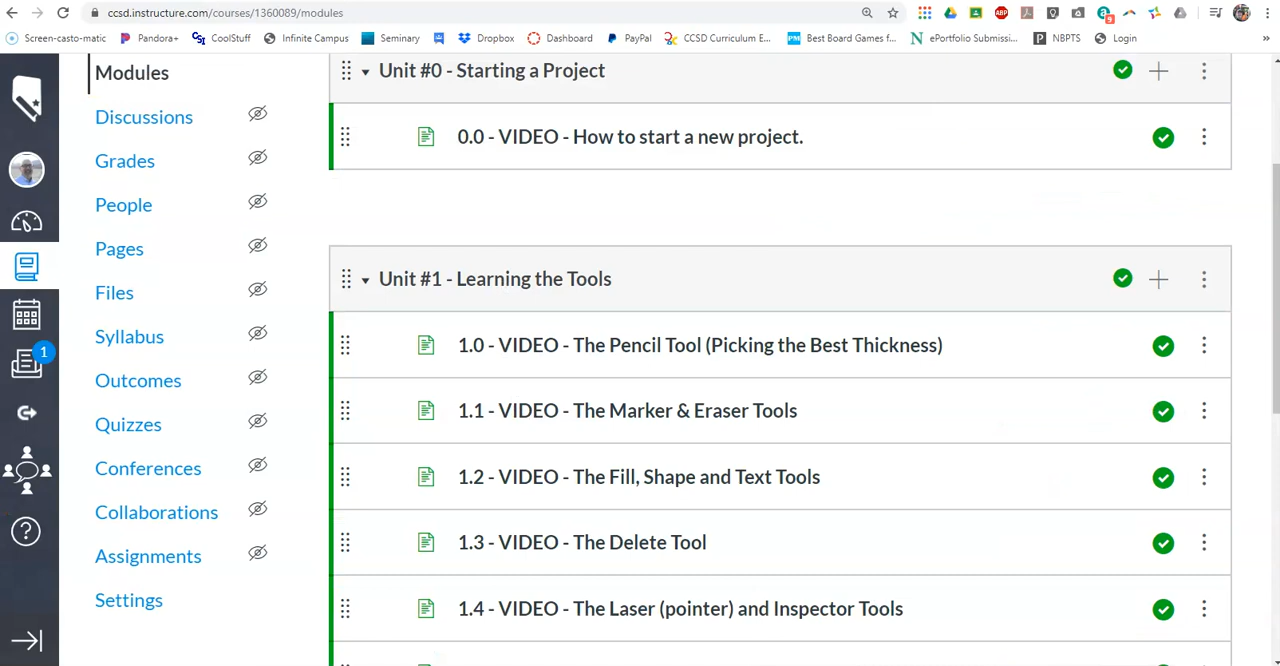 ccsd.instructure.com/courses/1360089/modules
9
Screen-casto-matic
Pandora+
CoolStuff
Infinite Campus
Seminary
Dropbox
Dashboard
PayPal
CCSD Curriculum E...
Best Board Games f...
ePortfolio Submissi...
NBPTS
Login
»
Modules
Discussions
Grades
People
Pages
Files
Syllabus
Outcomes
Quizzes
Conferences
Collaborations
Assignments
Settings
1
Unit #0 - Starting a Project
0.0 - VIDEO - How to start a new project.
Unit #1 - Learning the Tools
1.0 - VIDEO - The Pencil Tool (Picking the Best Thickness)
1.1 - VIDEO - The Marker & Eraser Tools
1.2 - VIDEO - The Fill, Shape and Text Tools
1.3 - VIDEO - The Delete Tool
1.4 - VIDEO - The Laser (pointer) and Inspector Tools